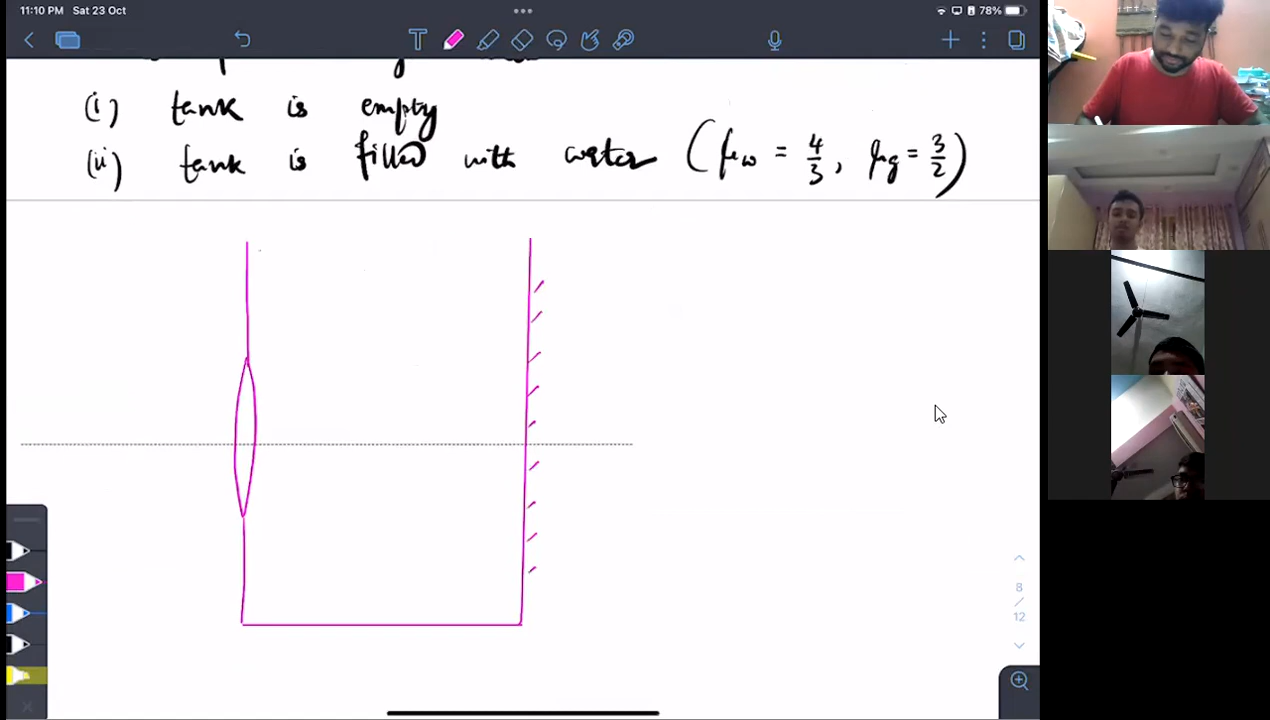 11:10 PM Sat 23 Oct
78%
T
(i) tank is empty
(ii) tank is filled with water (μw = 4/3, μg = 3/2)
8
/
12